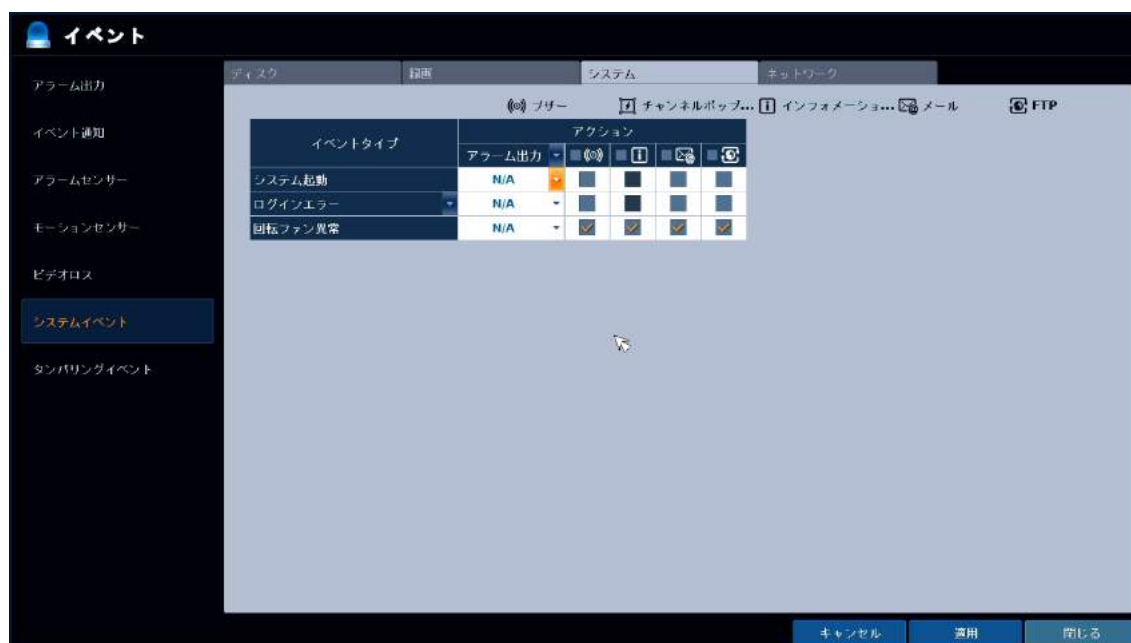 イベント
アラーム出力
イベント通知
アラームセンサー
モーションセンサー
ビデオロス
システムイベント
タンパリングイベント
ディスク 録画 システム ネットワーク
ブザー チャンネルポップ... インフォメーショ... メール FTP
イベントタイプ アクション
アラーム出力
システム起動 N/A
ログインエラー N/A
回転ファン異常 N/A
キャンセル 適用 閉じる